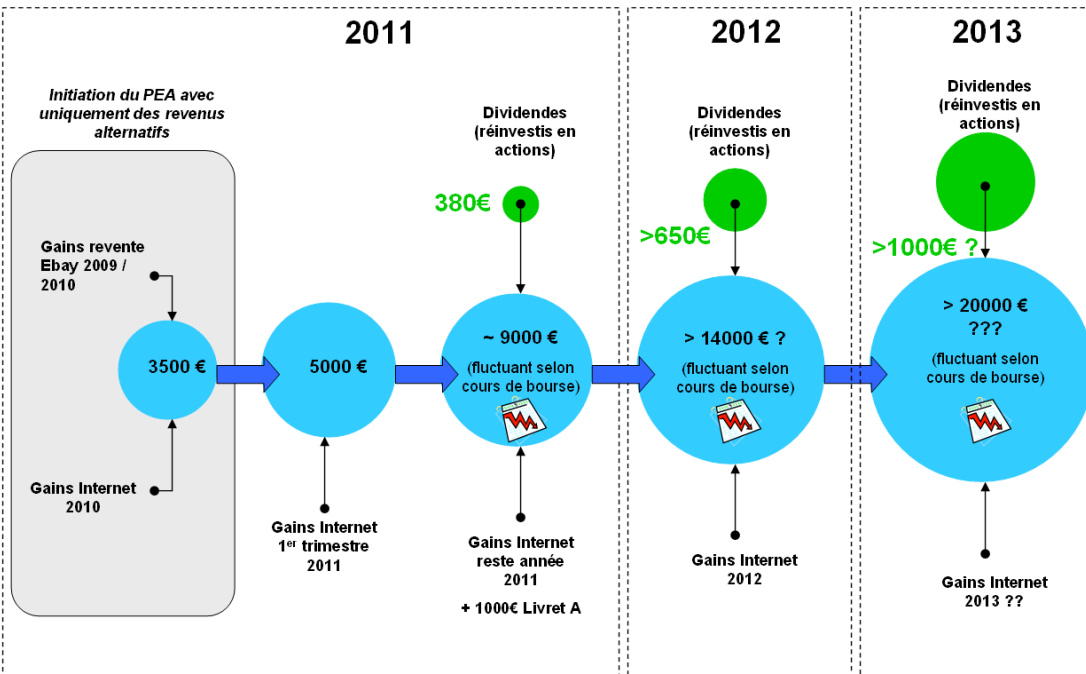 2011
2012
2013
Initiation du PEA avec
uniquement des revenus
alternatifs
Gains revente
Ebay 2009 /
2010
3500 €
Gains Internet
2010
5000 €
Gains Internet
1er trimestre
2011
Dividendes
(réinvestis en
actions)
380€
~ 9000 €
(fluctuant selon
cours de bourse)
Gains Internet
reste année
2011
+ 1000€ Livret A
Dividendes
(réinvestis en
actions)
>650€
> 14000 € ?
(fluctuant selon
cours de bourse)
Gains Internet
2012
Dividendes
(réinvestis en
actions)
>1000€ ?
> 20000 €
???
(fluctuant selon
cours de bourse)
Gains Internet
2013 ??